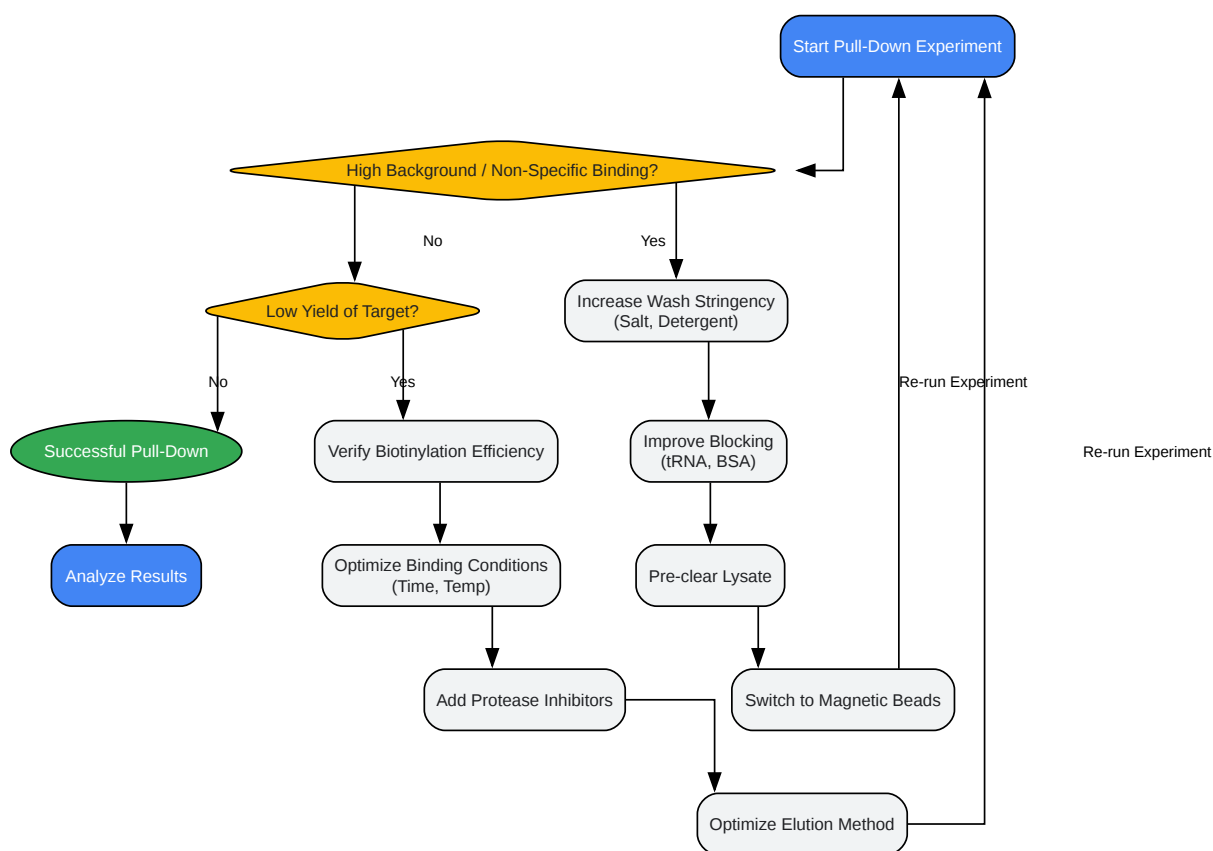 Start Pull-Down Experiment
High Background / Non-Specific Binding?
No
Yes
Low Yield of Target?
Increase Wash Stringency
(Salt, Detergent)
No
Yes
Re-run Experiment
Successful Pull-Down
Verify Biotinylation Efficiency
Improve Blocking
(tRNA, BSA)
Re-run Experiment
Analyze Results
Optimize Binding Conditions
(Time, Temp)
Pre-clear Lysate
Add Protease Inhibitors
Switch to Magnetic Beads
Optimize Elution Method